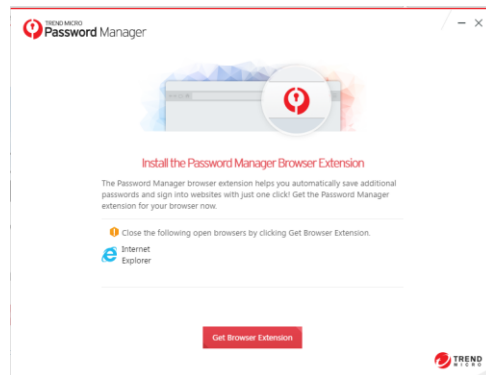 TREND MICRO
Password Manager
Install the Password Manager Browser Extension
The Password Manager browser extension helps you automatically save additional
passwords and sign into websites with just one click! Get the Password Manager
extension for your browser now.
Close the following open browsers by clicking Get Browser Extension.
Internet
Explorer
Get Browser Extension
TREND
MICRO